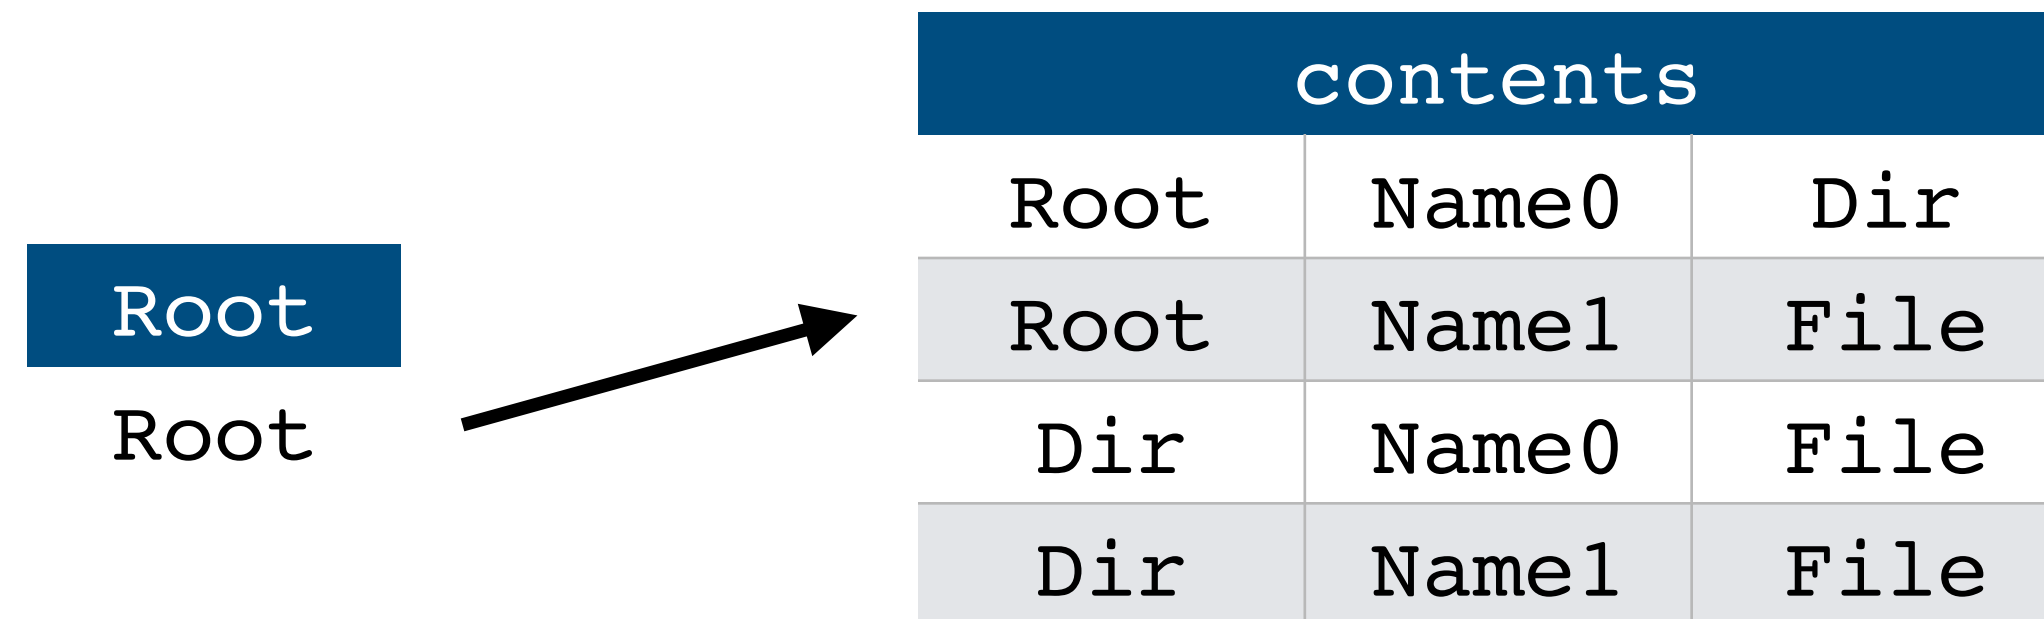 contents
Root Name0 Dir
Root
Root Name1 File
Root
Dir Name0 File
Dir Name1 File